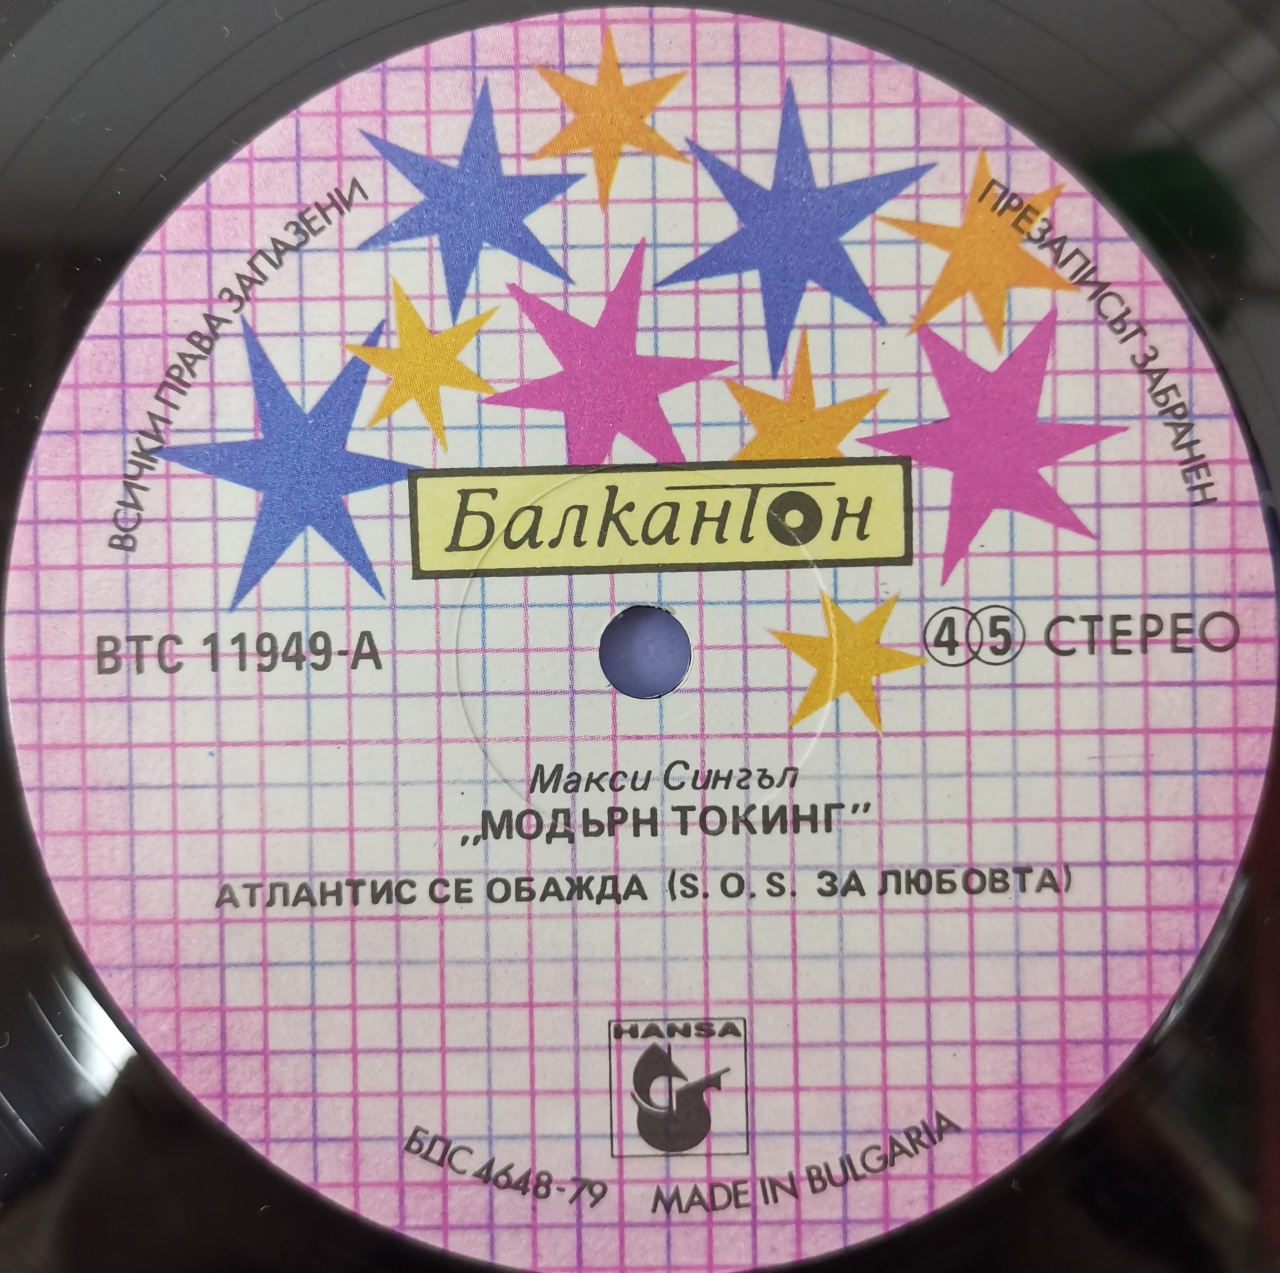 ВСИЧКИ ПРАВА ЗАПАЗЕНИ
ПРЕЗАПИСЪТ ЗАБРАНЕН
Балкантон
ВТС 11949-А
45 СТЕРЕО
Макси Сингъл
„МОДЬРН ТОКИНГ”
АТЛАНТИС СЕ ОБАЖДА (S. O. S. ЗА ЛЮБОВТА)
HANSA
БДС 4648-79
MADE IN BULGARIA